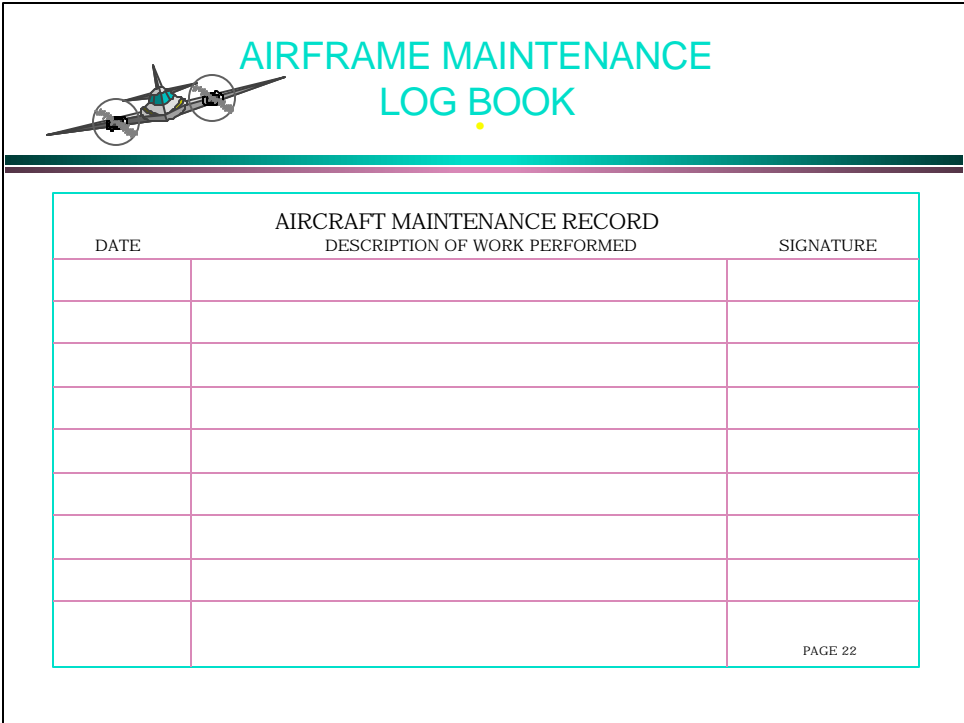 AIRFRAME MAINTENANCE
LOG BOOK
AIRCRAFT MAINTENANCE RECORD
DATE DESCRIPTION OF WORK PERFORMED SIGNATURE
PAGE 22